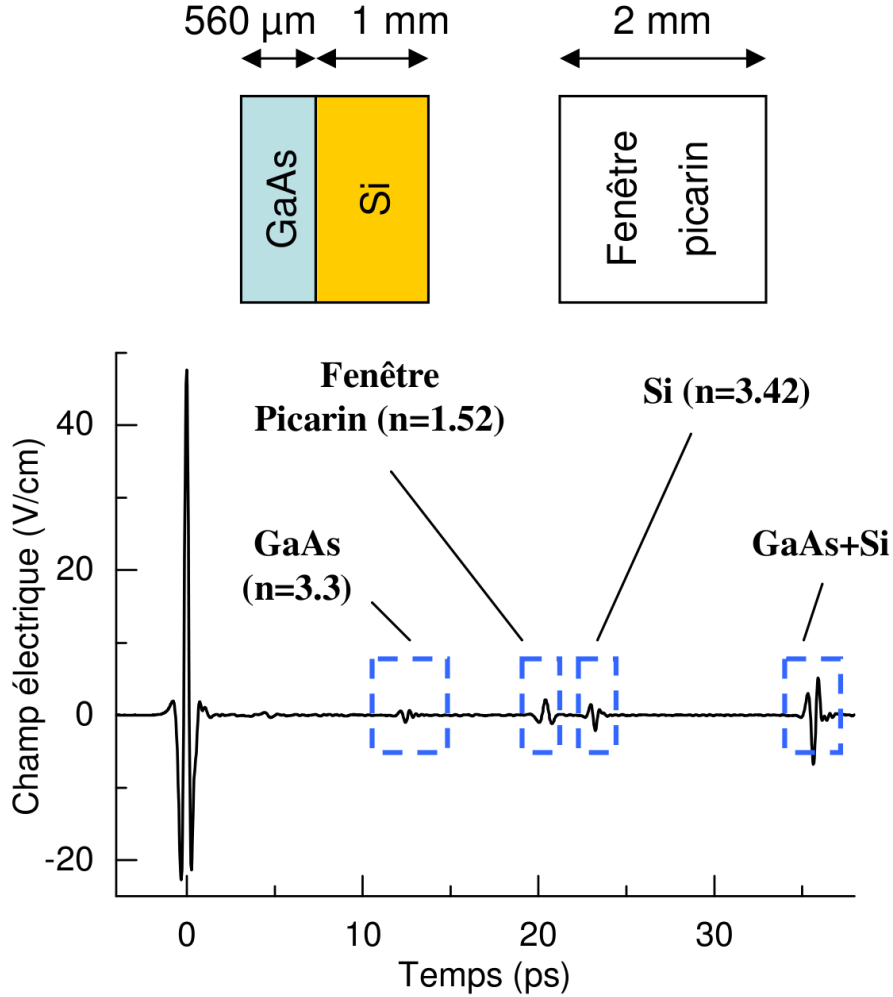 560 µm
1 mm
2 mm
GaAs
Si
Fenêtre
picarin
Fenêtre
Picarin (n=1.52)
Si (n=3.42)
GaAs
(n=3.3)
GaAs+Si
Champ électrique (V/cm)
40
20
0
-20
0
10
20
30
Temps (ps)